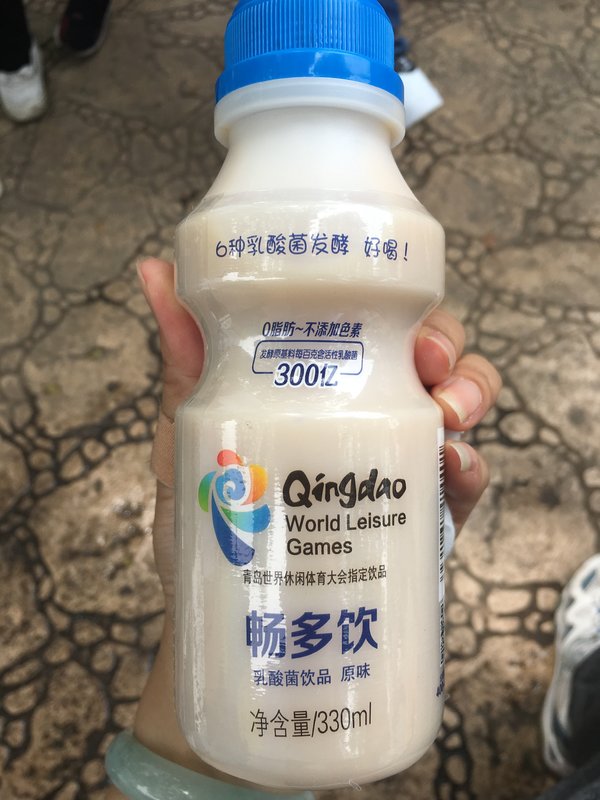 6种乳酸菌发酵 好喝！
0脂肪~不添加色素
发酵原基料每百克含活性乳酸菌
300亿
Qingdao
World Leisure
Games
青岛世界休闲体育大会指定饮品
畅多饮
乳酸菌饮品 原味
净含量/330ml